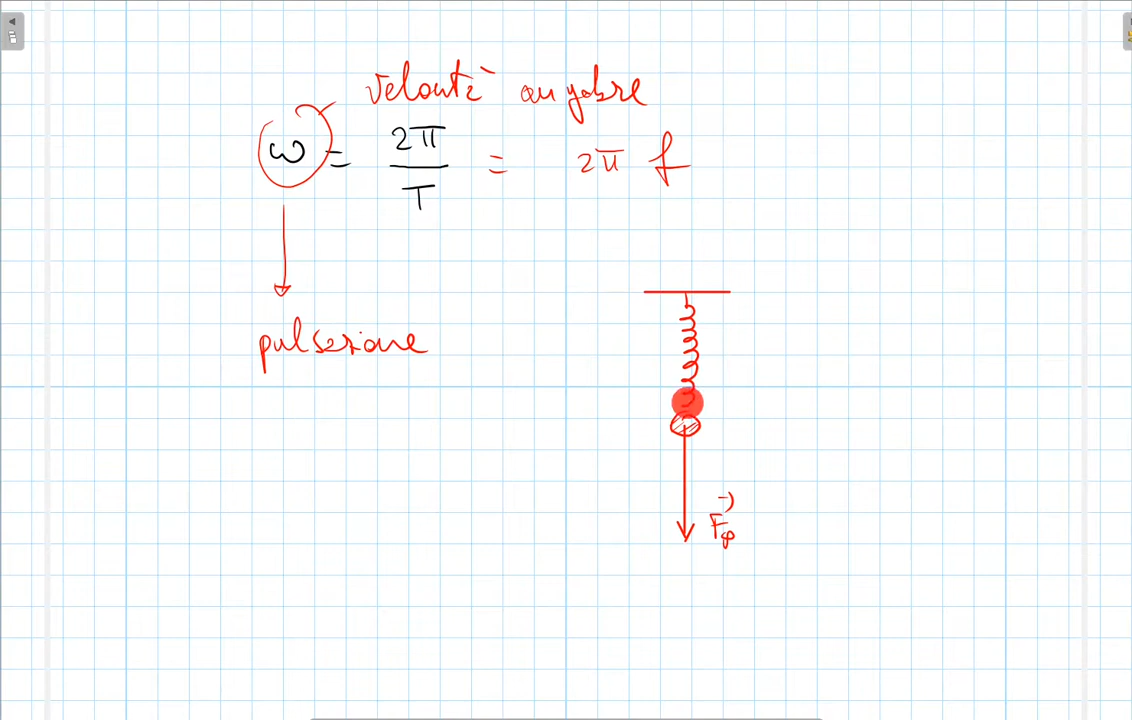 velocità angolare
ω = 2π/T = 2π f
pulsazione
F⃗g